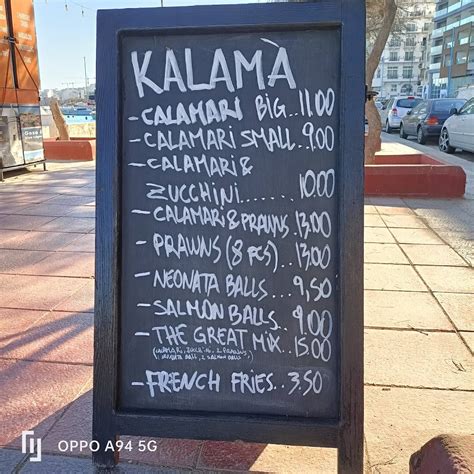 KALAMÀ
- CALAMARI BIG..11.00
- CALAMARI SMALL..9.00
- CALAMARI &
ZUCCHINI.......10.00
- CALAMARI & PRAWNS 13.00
- PRAWNS (8 PCS)..13.00
- NEONATA BALLS...9,50
- SALMON BALLS..9.00
- THE GREAT MIX..15.00
- FRENCH FRIES..3,50
OPPO A94 5G